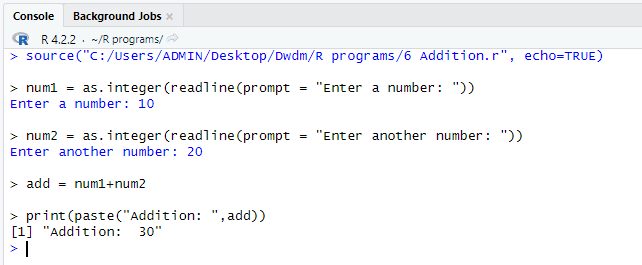 Console Background Jobs ×
R R 4.2.2 · ~/R programs/
> source("C:/Users/ADMIN/Desktop/Dwdm/R programs/6 Addition.r", echo=TRUE)
> num1 = as.integer(readline(prompt = "Enter a number: "))
Enter a number: 10
> num2 = as.integer(readline(prompt = "Enter another number: "))
Enter another number: 20
> add = num1+num2
> print(paste("Addition: ",add))
[1] "Addition:  30"
>